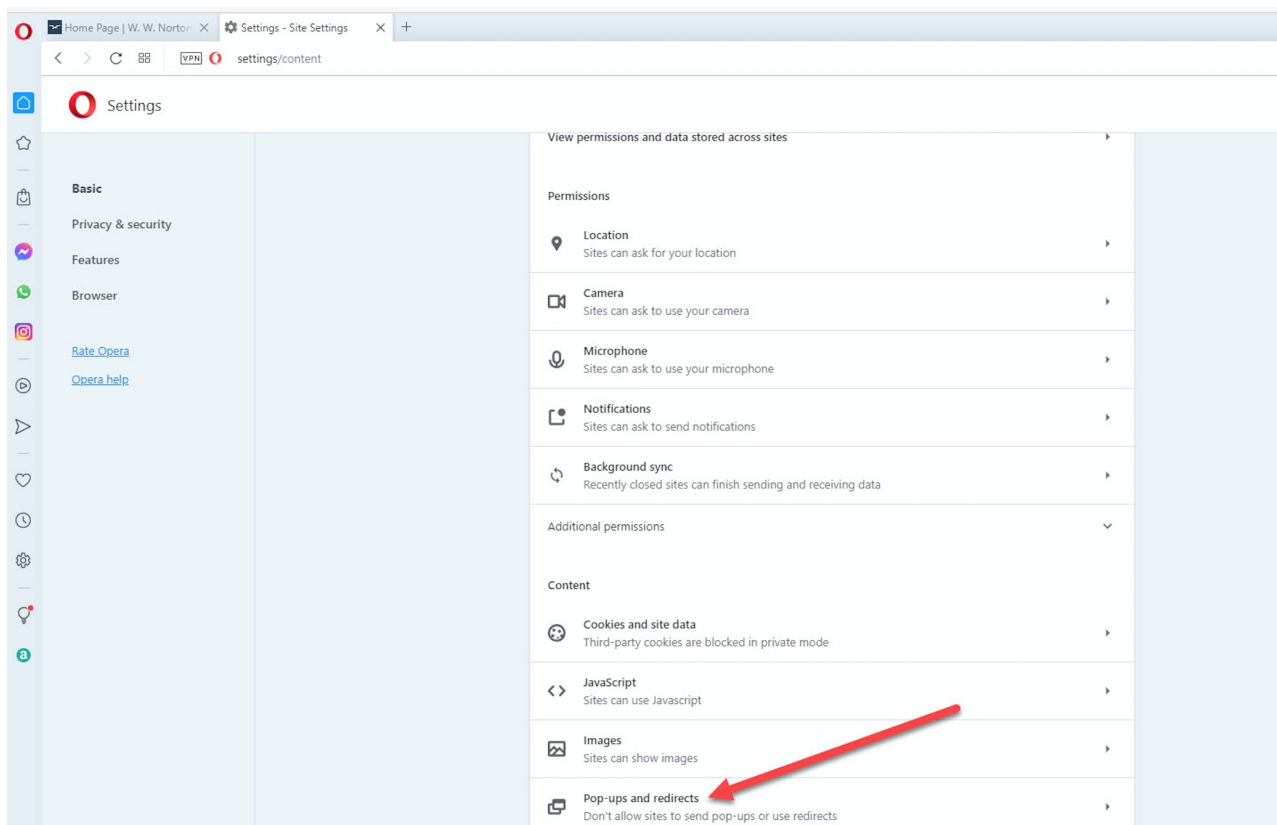 Home Page | W. W. Norton
Settings - Site Settings
VPN
settings/content
Settings
Basic
Privacy & security
Features
Browser
Rate Opera
Opera help
View permissions and data stored across sites
Permissions
Location
Sites can ask for your location
Camera
Sites can ask to use your camera
Microphone
Sites can ask to use your microphone
Notifications
Sites can ask to send notifications
Background sync
Recently closed sites can finish sending and receiving data
Additional permissions
Content
Cookies and site data
Third-party cookies are blocked in private mode
JavaScript
Sites can use Javascript
Images
Sites can show images
Pop-ups and redirects
Don't allow sites to send pop-ups or use redirects